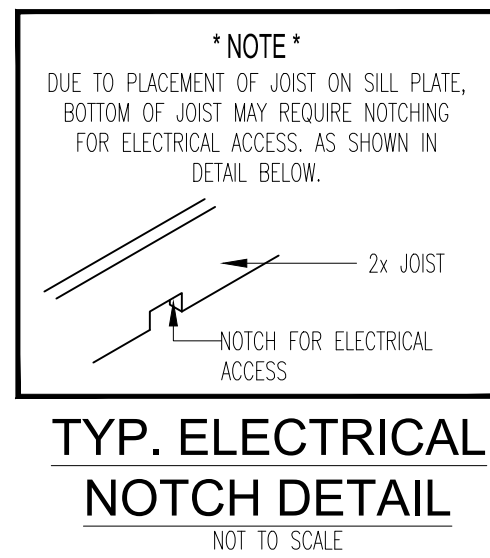 * NOTE *
DUE TO PLACEMENT OF JOIST ON SILL PLATE,
BOTTOM OF JOIST MAY REQUIRE NOTCHING
FOR ELECTRICAL ACCESS. AS SHOWN IN
DETAIL BELOW.
2x JOIST
NOTCH FOR ELECTRICAL
ACCESS
TYP. ELECTRICAL
NOTCH DETAIL
NOT TO SCALE